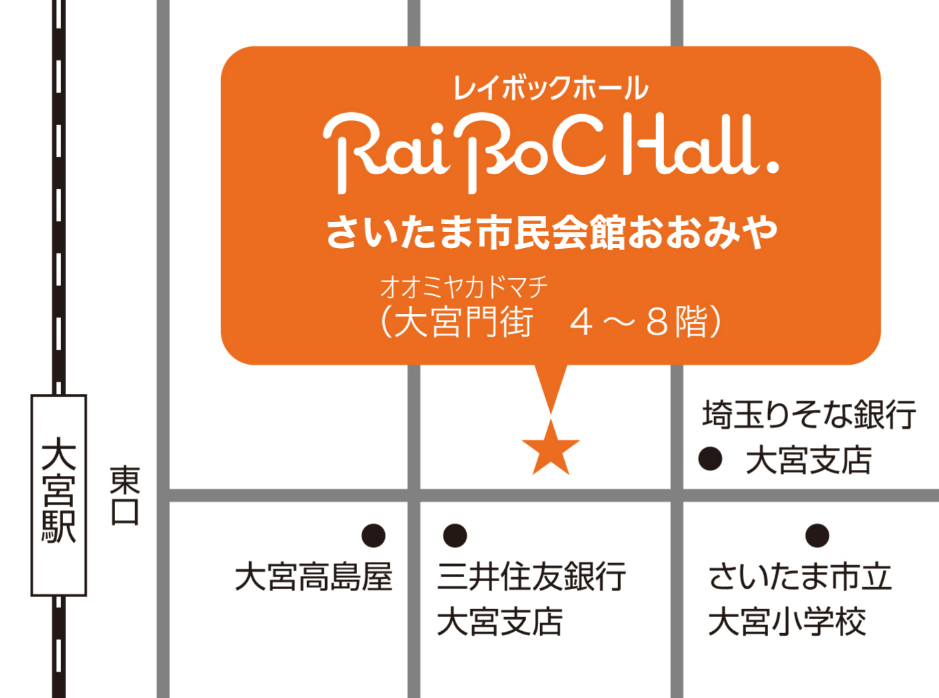 レイボックホール
RaiBoC Hall.
さいたま市民会館おおみや
オオミヤカドマチ
（大宮門街　４～８階）
埼玉りそな銀行
大宮支店
大宮駅
東口
大宮高島屋
三井住友銀行
大宮支店
さいたま市立
大宮小学校